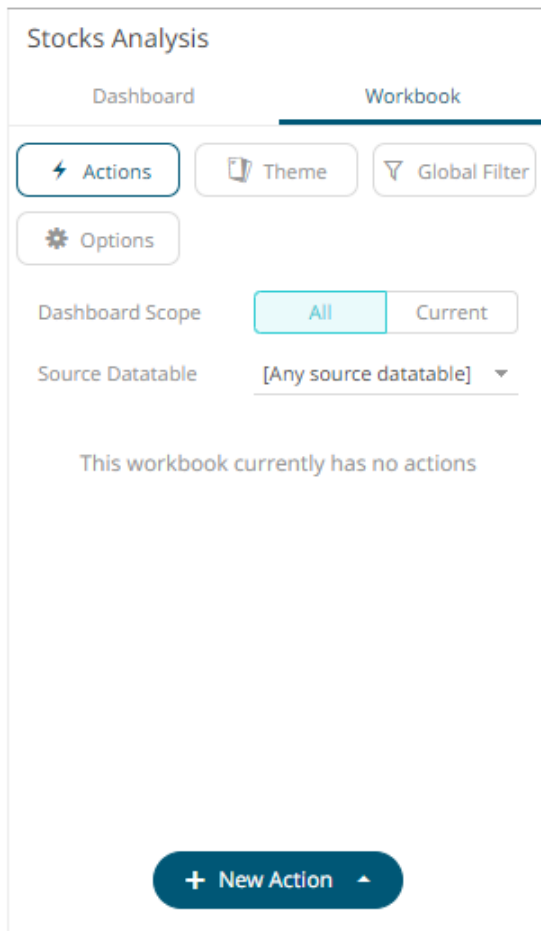 Stocks Analysis
Dashboard Workbook
Actions Theme Global Filter
Options
Dashboard Scope All Current
Source Datatable [Any source datatable]
This workbook currently has no actions
+ New Action